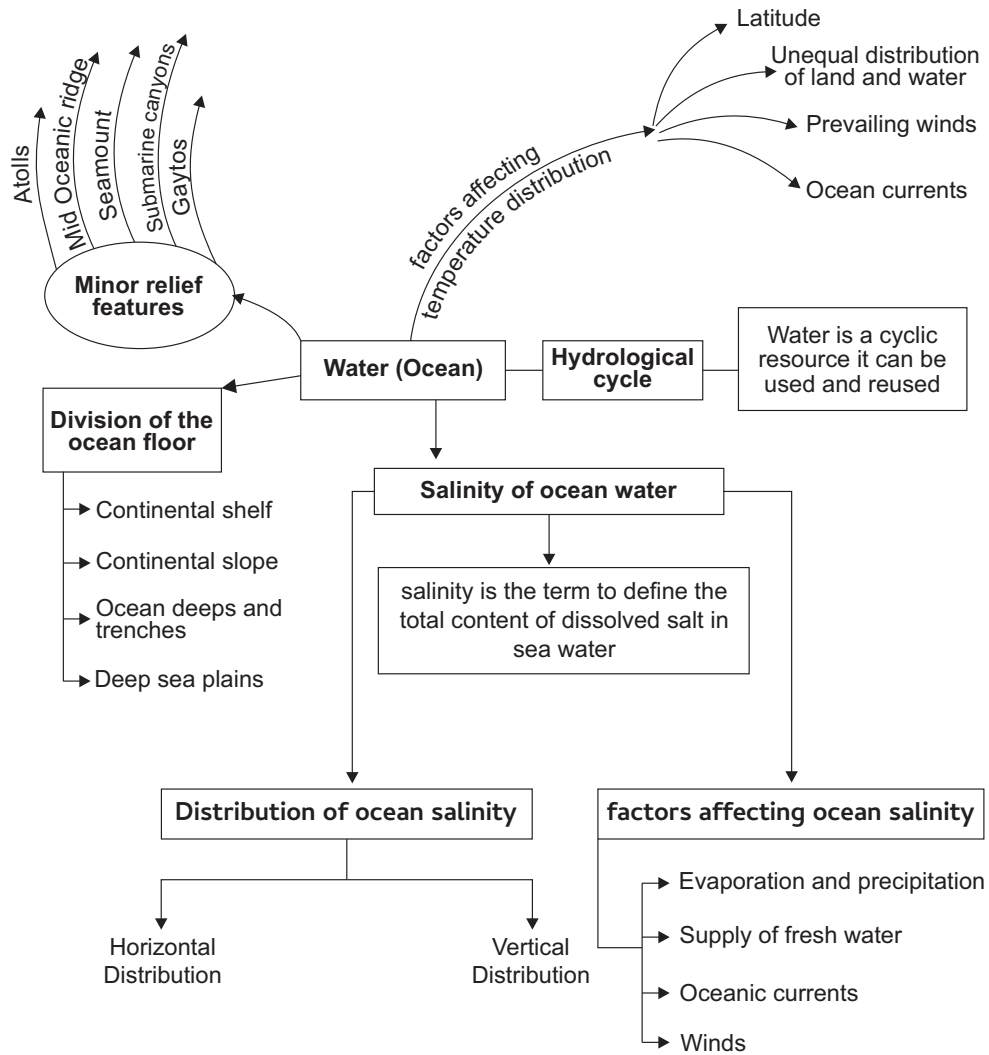 Atolls
Mid Oceanic ridge
Seamount
Submarine canyons
Gaytos
Minor relief
features
factors affecting
temperature distribution
Latitude
Unequal distribution
of land and water
Prevailing winds
Ocean currents
Water (Ocean)
Hydrological
cycle
Water is a cyclic
resource it can be
used and reused
Division of the
ocean floor
Continental shelf
Continental slope
Ocean deeps and
trenches
Deep sea plains
Salinity of ocean water
salinity is the term to define the
total content of dissolved salt in
sea water
Distribution of ocean salinity
Horizontal
Distribution
Vertical
Distribution
factors affecting ocean salinity
Evaporation and precipitation
Supply of fresh water
Oceanic currents
Winds